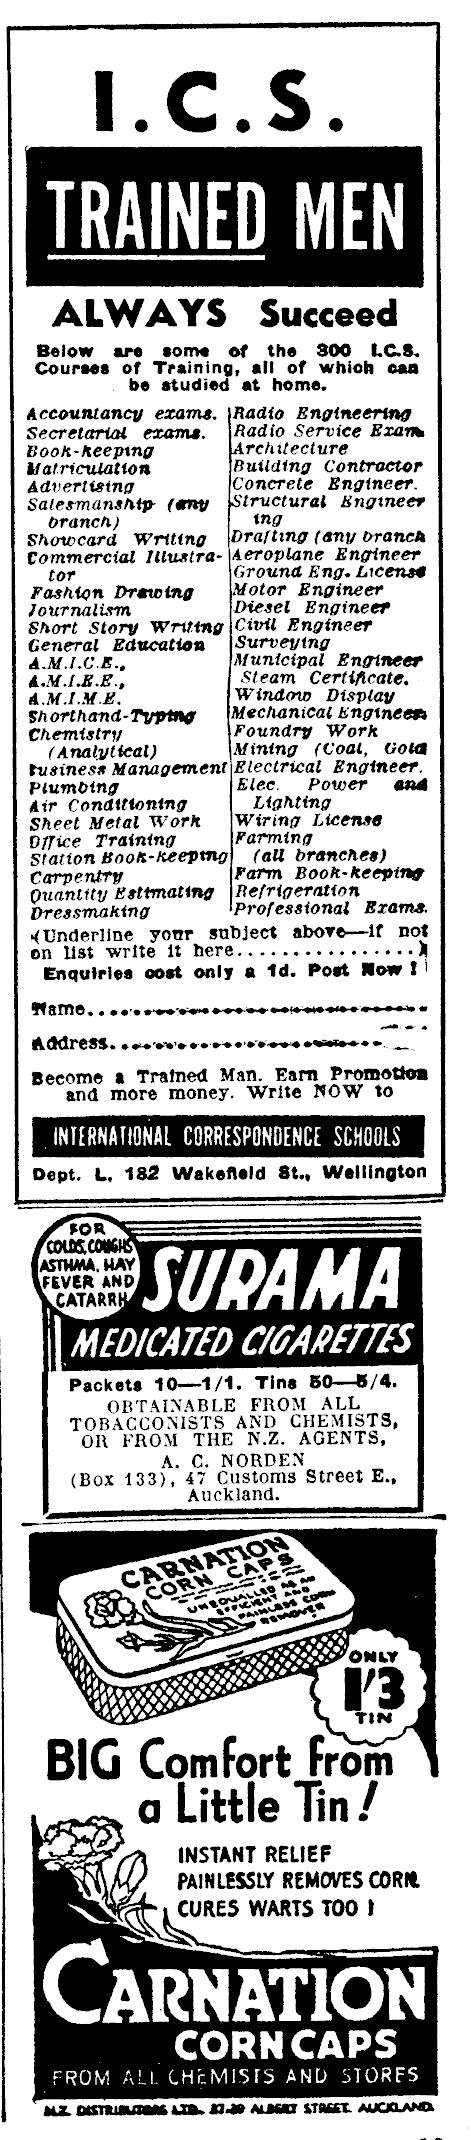 I.C.S.
TRAINED MEN
ALWAYS Succeed
Below are some of the 300 I.C.S.
Courses of Training, all of which can
be studied at home.
Accountancy exams.
Secretarial exams.
Book-keeping
Matriculation
Advertising
Salesmanship (any
branch)
Showcard Writing
Commercial Illustra-
tor
Fashion Drawing
Journalism
Short Story Writing
General Education
A.M.I.C.E.,
A.M.I.E.E.,
A.M.I.M.E.
Shorthand-Typing
Chemistry
(Analytical)
Business Management
Plumbing
Air Conditioning
Sheet Metal Work
Office Training
Station Book-keeping
Carpentry
Quantity Estimating
Dressmaking
Radio Engineering
Radio Service Exam
Architecture
Building Contractor
Concrete Engineer.
Structural Engineer
ing
Drafting (any branch
Aeroplane Engineer
Ground Eng. License
Motor Engineer
Diesel Engineer
Civil Engineer
Surveying
Municipal Engineer
Steam Certificate.
Window Display
Mechanical Engineer
Foundry Work
Mining (Coal, Gold
Electrical Engineer.
Elec. Power and
Lighting
Wiring License
Farming
(all branches)
Farm Book-keeping
Refrigeration
Professional Exams.
(Underline your subject above—if not
on list write it here..................)
Enquiries cost only a 1d. Post Now !
Name.......................................
Address....................................
Become a Trained Man. Earn Promotion
and more money. Write NOW to
INTERNATIONAL CORRESPONDENCE SCHOOLS
Dept. L, 182 Wakefield St., Wellington
FOR
COLDS, COUGHS
ASTHMA, HAY
FEVER AND
CATARRH
SURAMA
MEDICATED CIGARETTES
Packets 10—1/1. Tins 50—5/4.
OBTAINABLE FROM ALL
TOBACCONISTS AND CHEMISTS,
OR FROM THE N.Z. AGENTS,
A. C. NORDEN
(Box 133), 47 Customs Street E.,
Auckland.
CARNATION
CORN CAPS
UNEQUALLED AS AN
EFFICIENT AND
PAINLESS CORN
REMOVER
ONLY
1/3
TIN
BIG Comfort from
a Little Tin!
INSTANT RELIEF
PAINLESSLY REMOVES CORN
CURES WARTS TOO !
CARNATION
CORN CAPS
FROM ALL CHEMISTS AND STORES
N.Z. DISTRIBUTORS LTD., 37-39 ALBERT STREET, AUCKLAND.